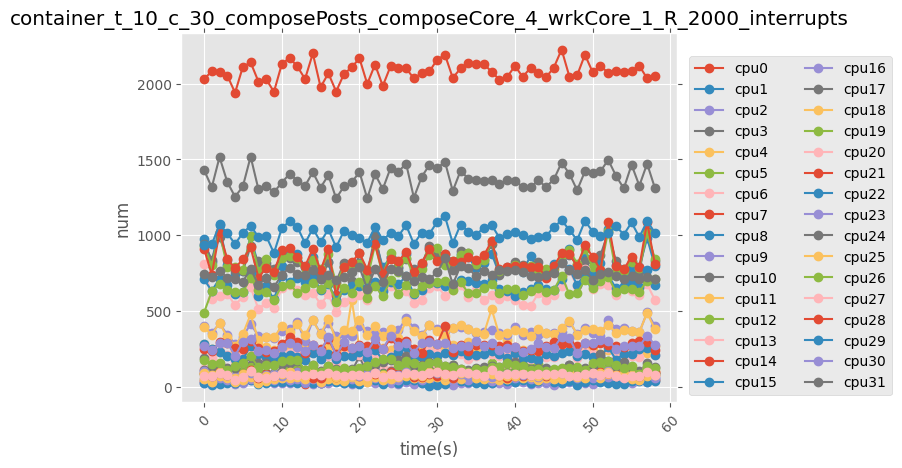 container_t_10_c_30_composePosts_composeCore_4_wrkCore_1_R_2000_interrupts
2000
1500
1000
500
0
num
0 10 20 30 40 50 60
time(s)
cpu0 cpu16
cpu1 cpu17
cpu2 cpu18
cpu3 cpu19
cpu4 cpu20
cpu5 cpu21
cpu6 cpu22
cpu7 cpu23
cpu8 cpu24
cpu9 cpu25
cpu10 cpu26
cpu11 cpu27
cpu12 cpu28
cpu13 cpu29
cpu14 cpu30
cpu15 cpu31